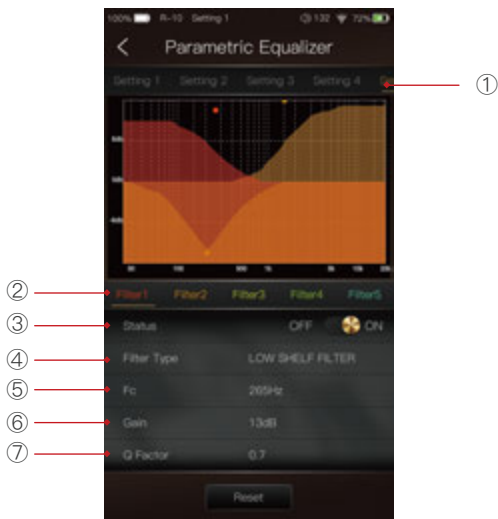 100% R-10 Setting 1 132 72%
Parametric Equalizer
Setting 1 Setting 2 Setting 3 Setting 4
①
②
Filter1 Filter2 Filter3 Filter4 Filter5
③
Status OFF ON
④
Filter Type LOW SHELF FILTER
⑤
Fc 265Hz
⑥
Gain 13dB
⑦
Q Factor 0.7
Reset